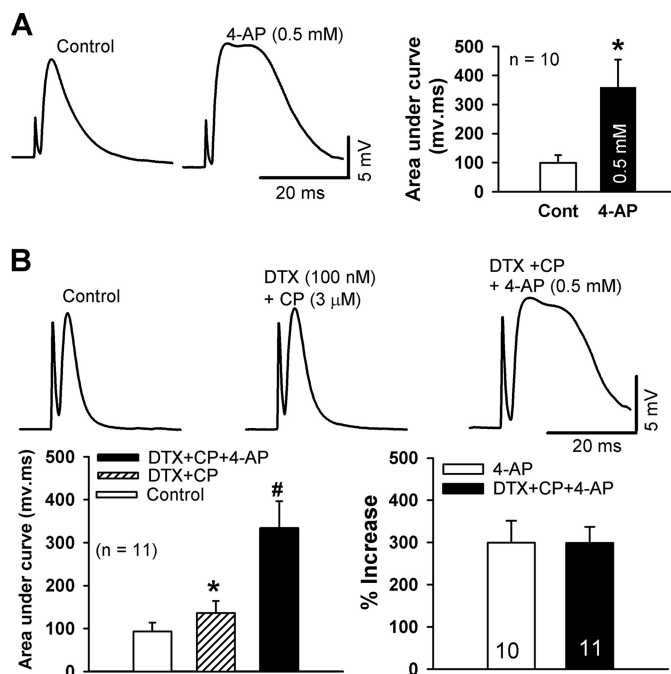 A
Control
4-AP (0.5 mM)
5 mV
20 ms
Area under curve
(mv.ms)
500
400
300
200
100
0
n = 10
*
0.5 mM
Cont
4-AP
B
Control
DTX (100 nM)
+ CP (3 μM)
DTX +CP
+ 4-AP (0.5 mM)
5 mV
20 ms
Area under curve (mv.ms)
500
400
300
200
100
0
DTX+CP+4-AP
DTX+CP
Control
(n = 11)
*
#
% Increase
500
400
300
200
100
0
4-AP
DTX+CP+4-AP
10
11